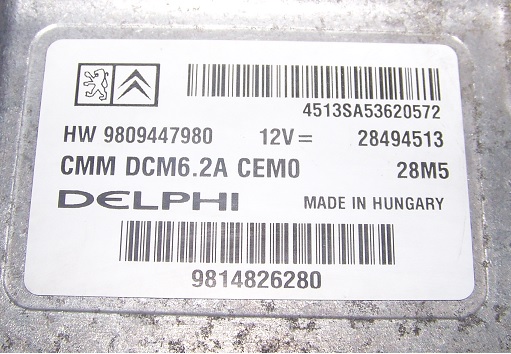 4513SA53620572
HW 9809447980 12V= 28494513
CMM DCM6.2A CEM0 28M5
DELPHI MADE IN HUNGARY
9814826280